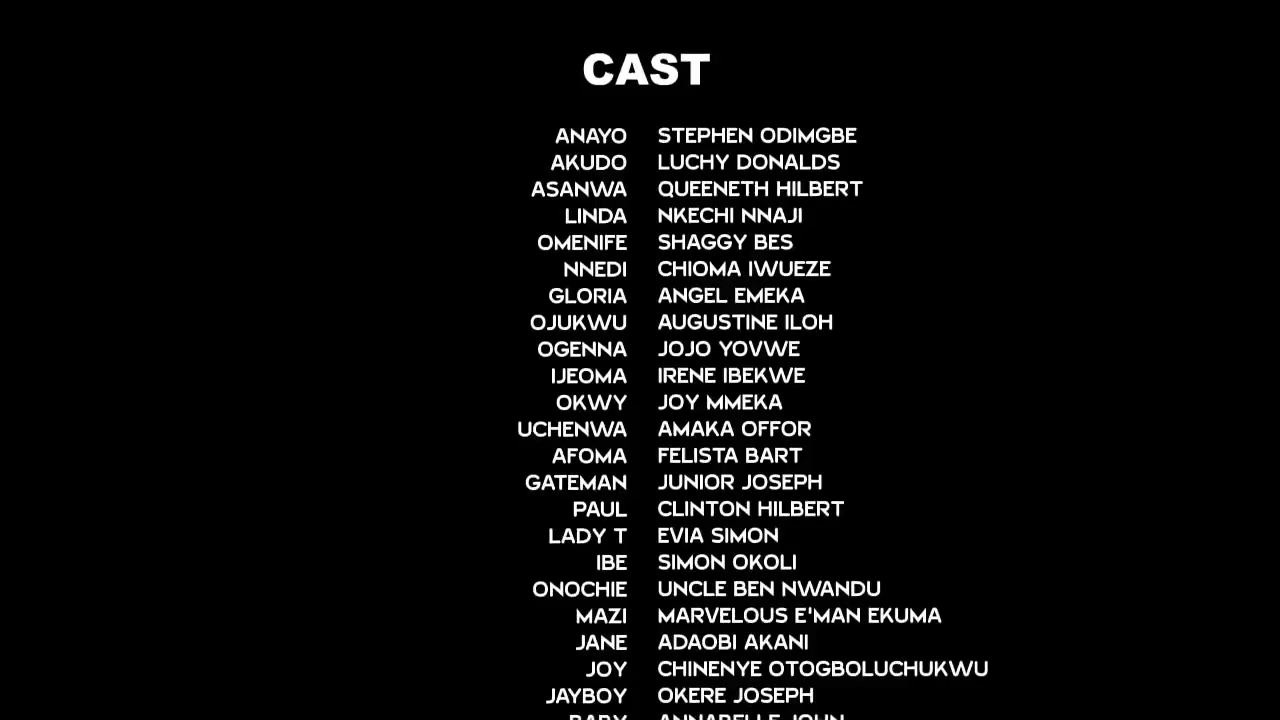 CAST
ANAYO STEPHEN ODIMGBE
AKUDO LUCHY DONALDS
ASANWA QUEENETH HILBERT
LINDA NKECHI NNAJI
OMENIFE SHAGGY BES
NNEDI CHIOMA IWUEZE
GLORIA ANGEL EMEKA
OJUKWU AUGUSTINE ILOH
OGENNA JOJO YOVWE
IJEOMA IRENE IBEKWE
OKWY JOY MMEKA
UCHENWA AMAKA OFFOR
AFOMA FELISTA BART
GATEMAN JUNIOR JOSEPH
PAUL CLINTON HILBERT
LADY T EVIA SIMON
IBE SIMON OKOLI
ONOCHIE UNCLE BEN NWANDU
MAZI MARVELOUS E'MAN EKUMA
JANE ADAOBI AKANI
JOY CHINENYE OTOGBOLUCHUKWU
JAYBOY OKERE JOSEPH
BABY ANNABELLE JOHN